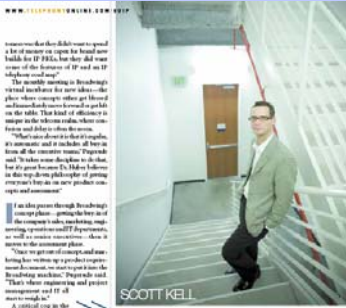 WWW.TELEPHONYONLINE.COM/VOIP
tomers was that they didn't want to spend
a lot of money on capex for brand new
builds for IP PBXs, but they did want
some of the features of IP and an IP
telephony road map."
The monthly meeting is Broadwing's
virtual incubator for new ideas—the
place where concepts either get blessed
and immediately move forward or get hit
on the table. That kind of efficiency is
unique in the telecom realm, where con-
fusion and delay is often the norm.
"What's nice about it is that it's regular,
it's automatic and it includes all buy-in
from all the executive teams,"
said. "It takes some discipline to do that,
but it's great because Dr. Huber believes
in this top-down philosophy of getting
everyone's buy-in on new product con-
cepts and assessment."
If an idea passes through Broadwing's
concept phase—getting the buy-in of
the company's sales, marketing, engi-
neering, operations and IT departments,
as well as senior executives—then it
moves to the assessment phase.
"Once we get out of concept, and mar-
keting has written up a product require-
ment document, we start to put it into the
Broadwing machine," said.
"That's where engineering and project
management and IT all
start to weigh in."
A critical cog in the
SCOTT KELL